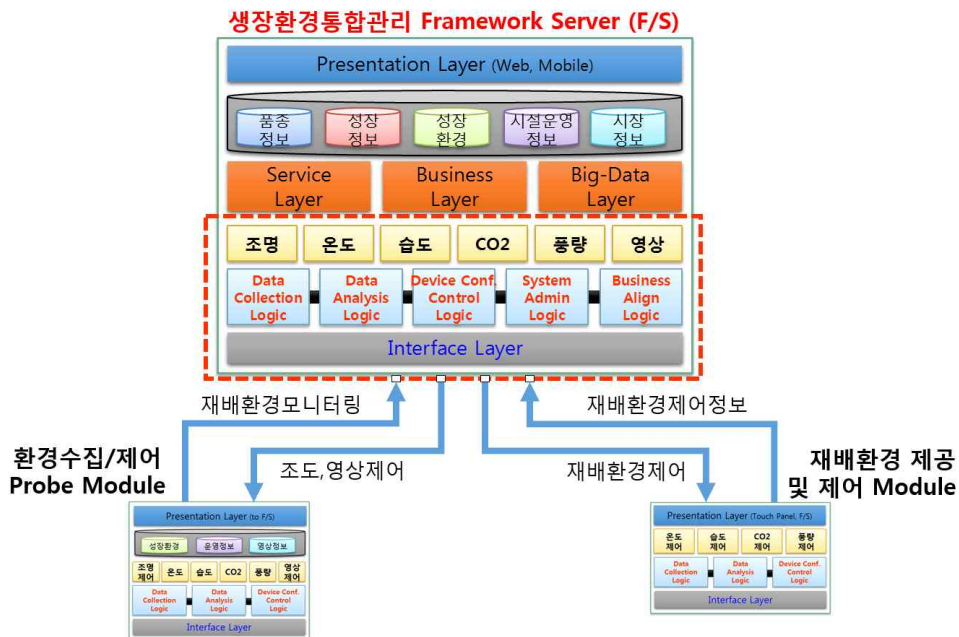 생장환경통합관리 Framework Server (F/S)
Presentation Layer (Web, Mobile)
품종
정보
성장
정보
성장
환경
시설운영
정보
시장
정보
Service
Layer
Business
Layer
Big-Data
Layer
조명
온도
습도
CO2
풍량
영상
Data
Collection
Logic
Data
Analysis
Logic
Device Conf.
Control
Logic
System
Admin
Logic
Business
Align
Logic
Interface Layer
재배환경모니터링
재배환경제어정보
환경수집/제어
Probe Module
조도,영상제어
재배환경제어
재배환경 제공
및 제어 Module
Presentation Layer (to F/S)
성장환경
운영정보
영상정보
조명
제어
온도
습도
CO2
풍량
영상
제어
Data
Collection
Logic
Data
Analysis
Logic
Device Conf.
Control
Logic
Interface Layer
Presentation Layer (Touch Panel, F/S)
온도
제어
습도
제어
CO2
제어
풍량
제어
Data
Collection
Logic
Data
Analysis
Logic
Device Conf.
Control
Logic
Interface Layer